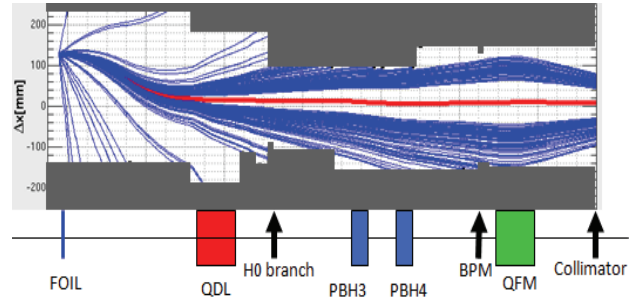 200
100
0
-100
-200
Δx[mm]
FOIL
QDL
H0 branch
PBH3
PBH4
BPM
QFM
Collimator